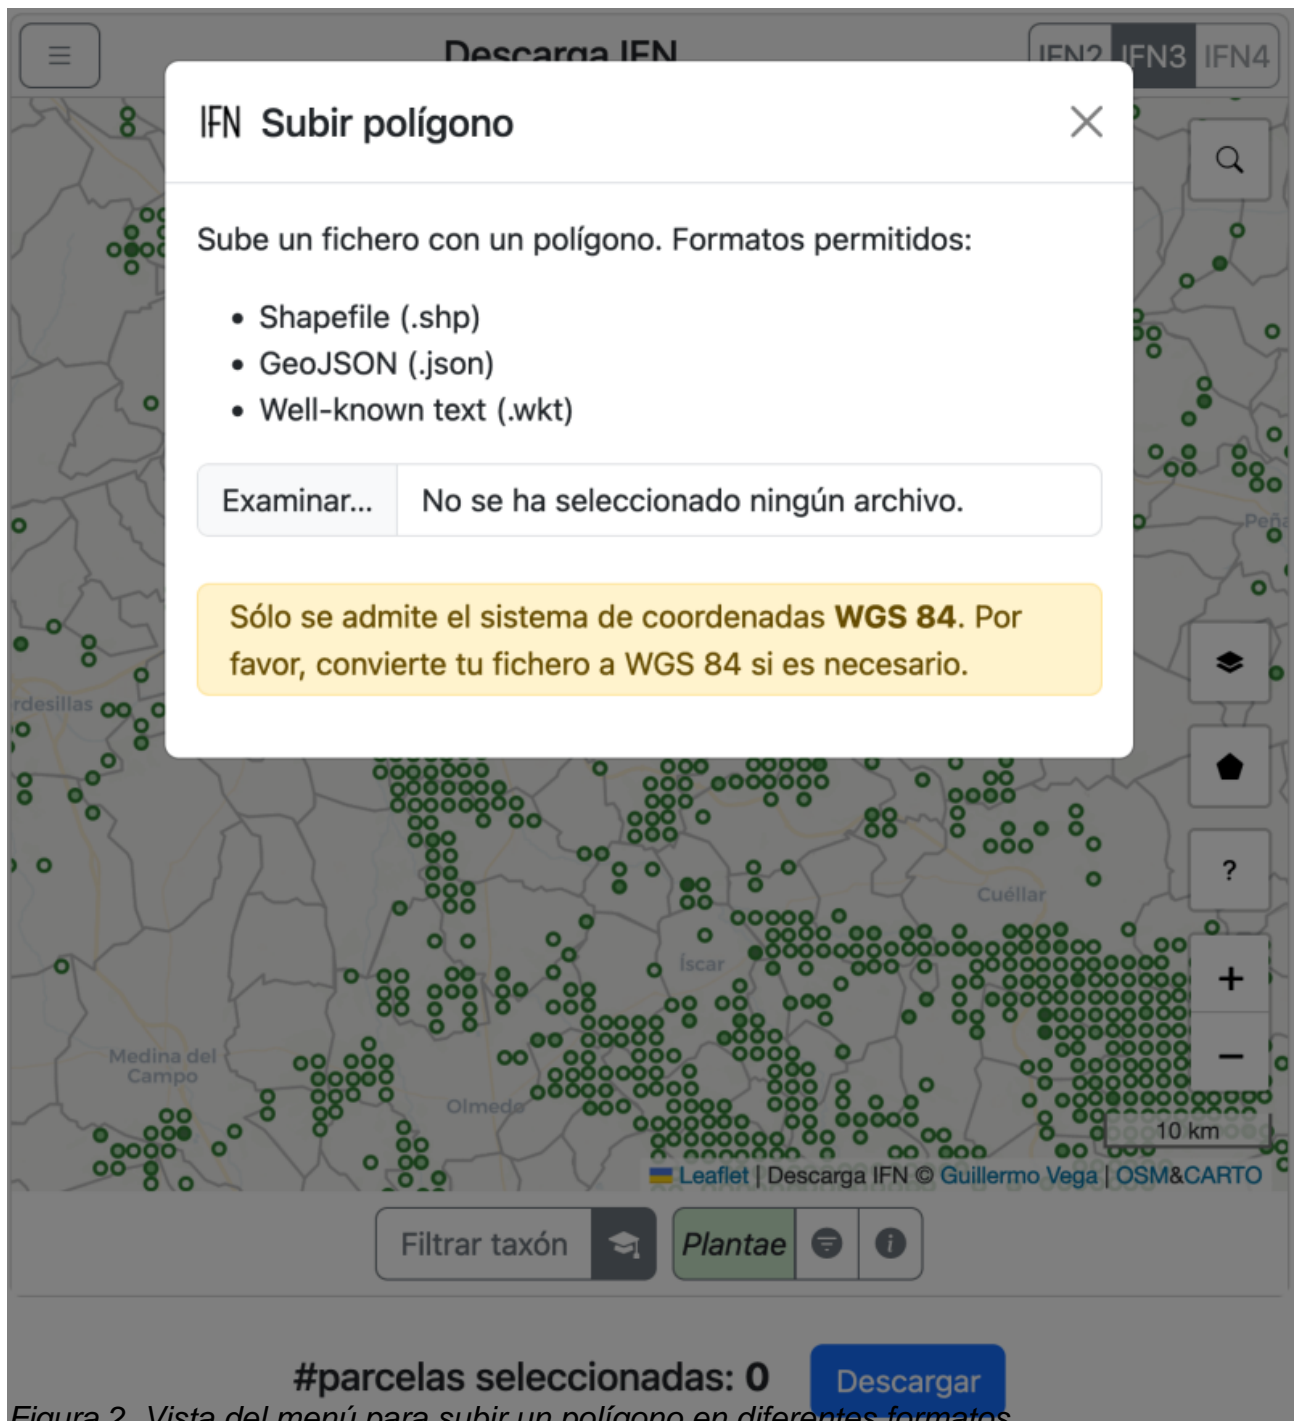 Descarga IFN
IFN2 IFN3 IFN4
IFN Subir polígono
Sube un fichero con un polígono. Formatos permitidos:
• Shapefile (.shp)
• GeoJSON (.json)
• Well-known text (.wkt)
Examinar... No se ha seleccionado ningún archivo.
Sólo se admite el sistema de coordenadas WGS 84. Por
favor, convierte tu fichero a WGS 84 si es necesario.
Peña
rdesillas
?
Cuéllar
Íscar
+
Medina del
Campo
−
Olmedo
10 km
Leaflet | Descarga IFN © Guillermo Vega | OSM&CARTO
Filtrar taxón Plantae i
#parcelas seleccionadas: 0 Descargar
Figura 2. Vista del menú para subir un polígono en diferentes formatos